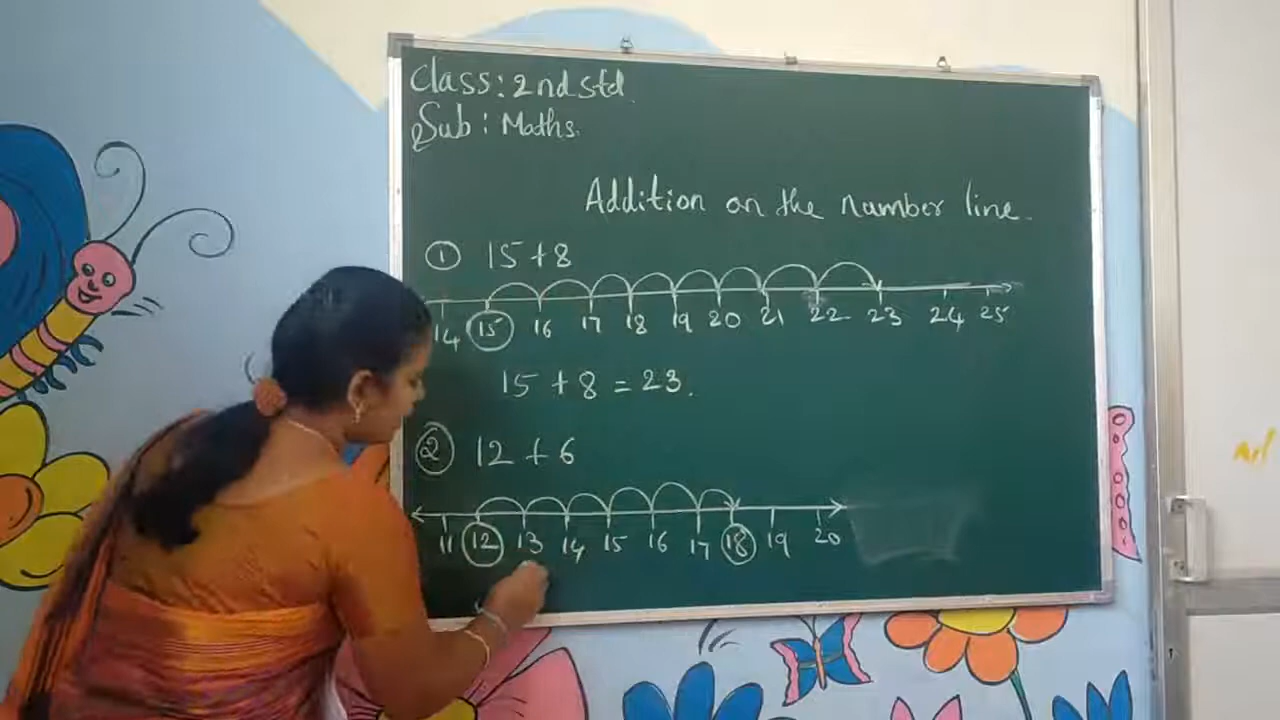 Class: 2nd std.
Sub: Maths.
Addition on the number line.
① 15+8
14 15 16 17 18 19 20 21 22 23 24 25
15 + 8 = 23.
② 12 + 6
11 12 13 14 15 16 17 18 19 20